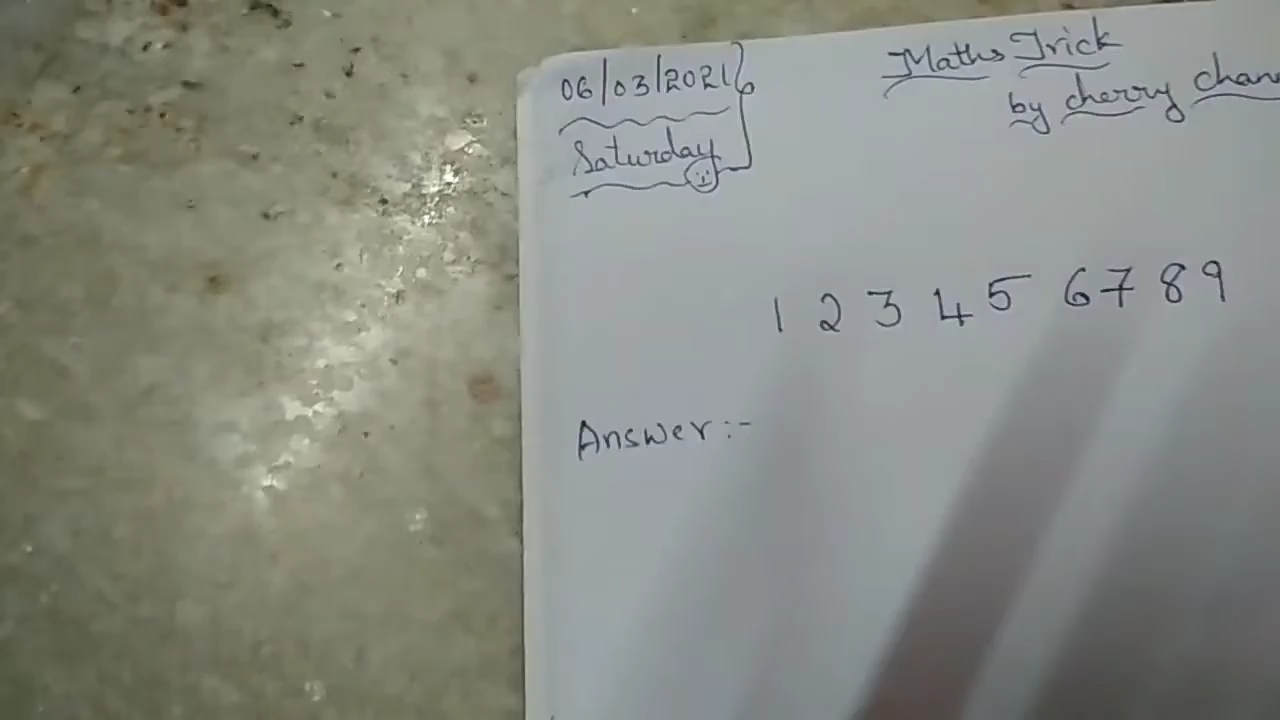 06/03/2021
Saturday
Maths Trick
by cherry
1 2 3 4 5 6 7 8 9
Answer :-